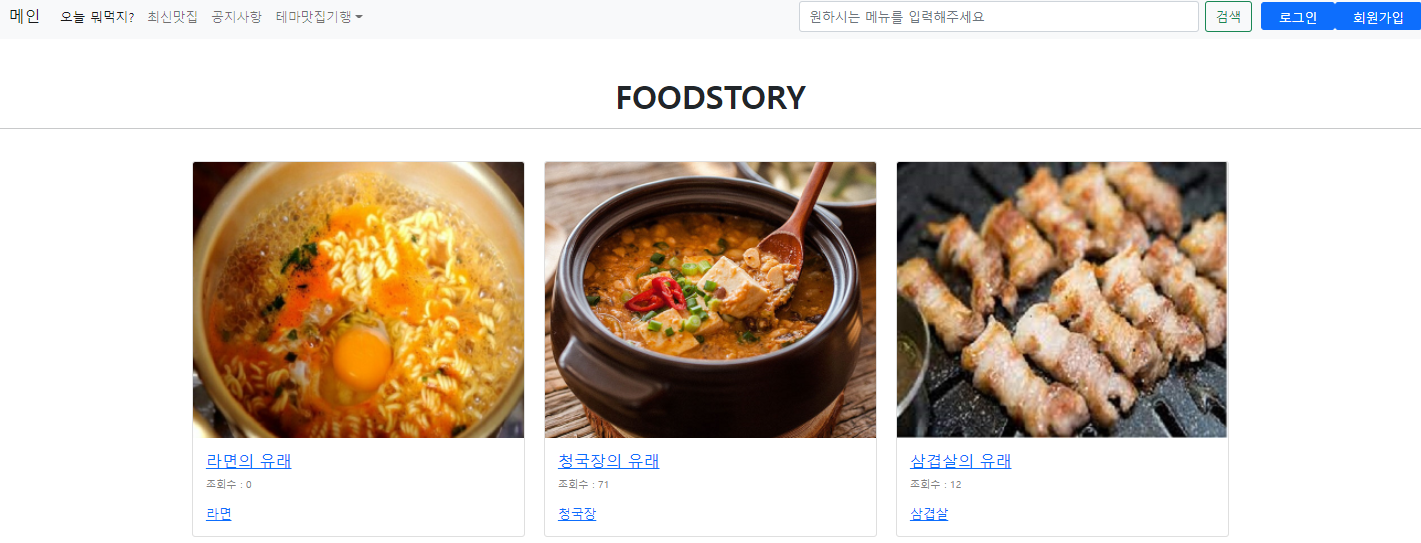 메인 오늘 뭐먹지? 최신맛집 공지사항 테마맛집기행 원하시는 메뉴를 입력해주세요 검색 로그인 회원가입
FOODSTORY
라면의 유래
조회수 : 0
라면
청국장의 유래
조회수 : 71
청국장
삼겹살의 유래
조회수 : 12
삼겹살